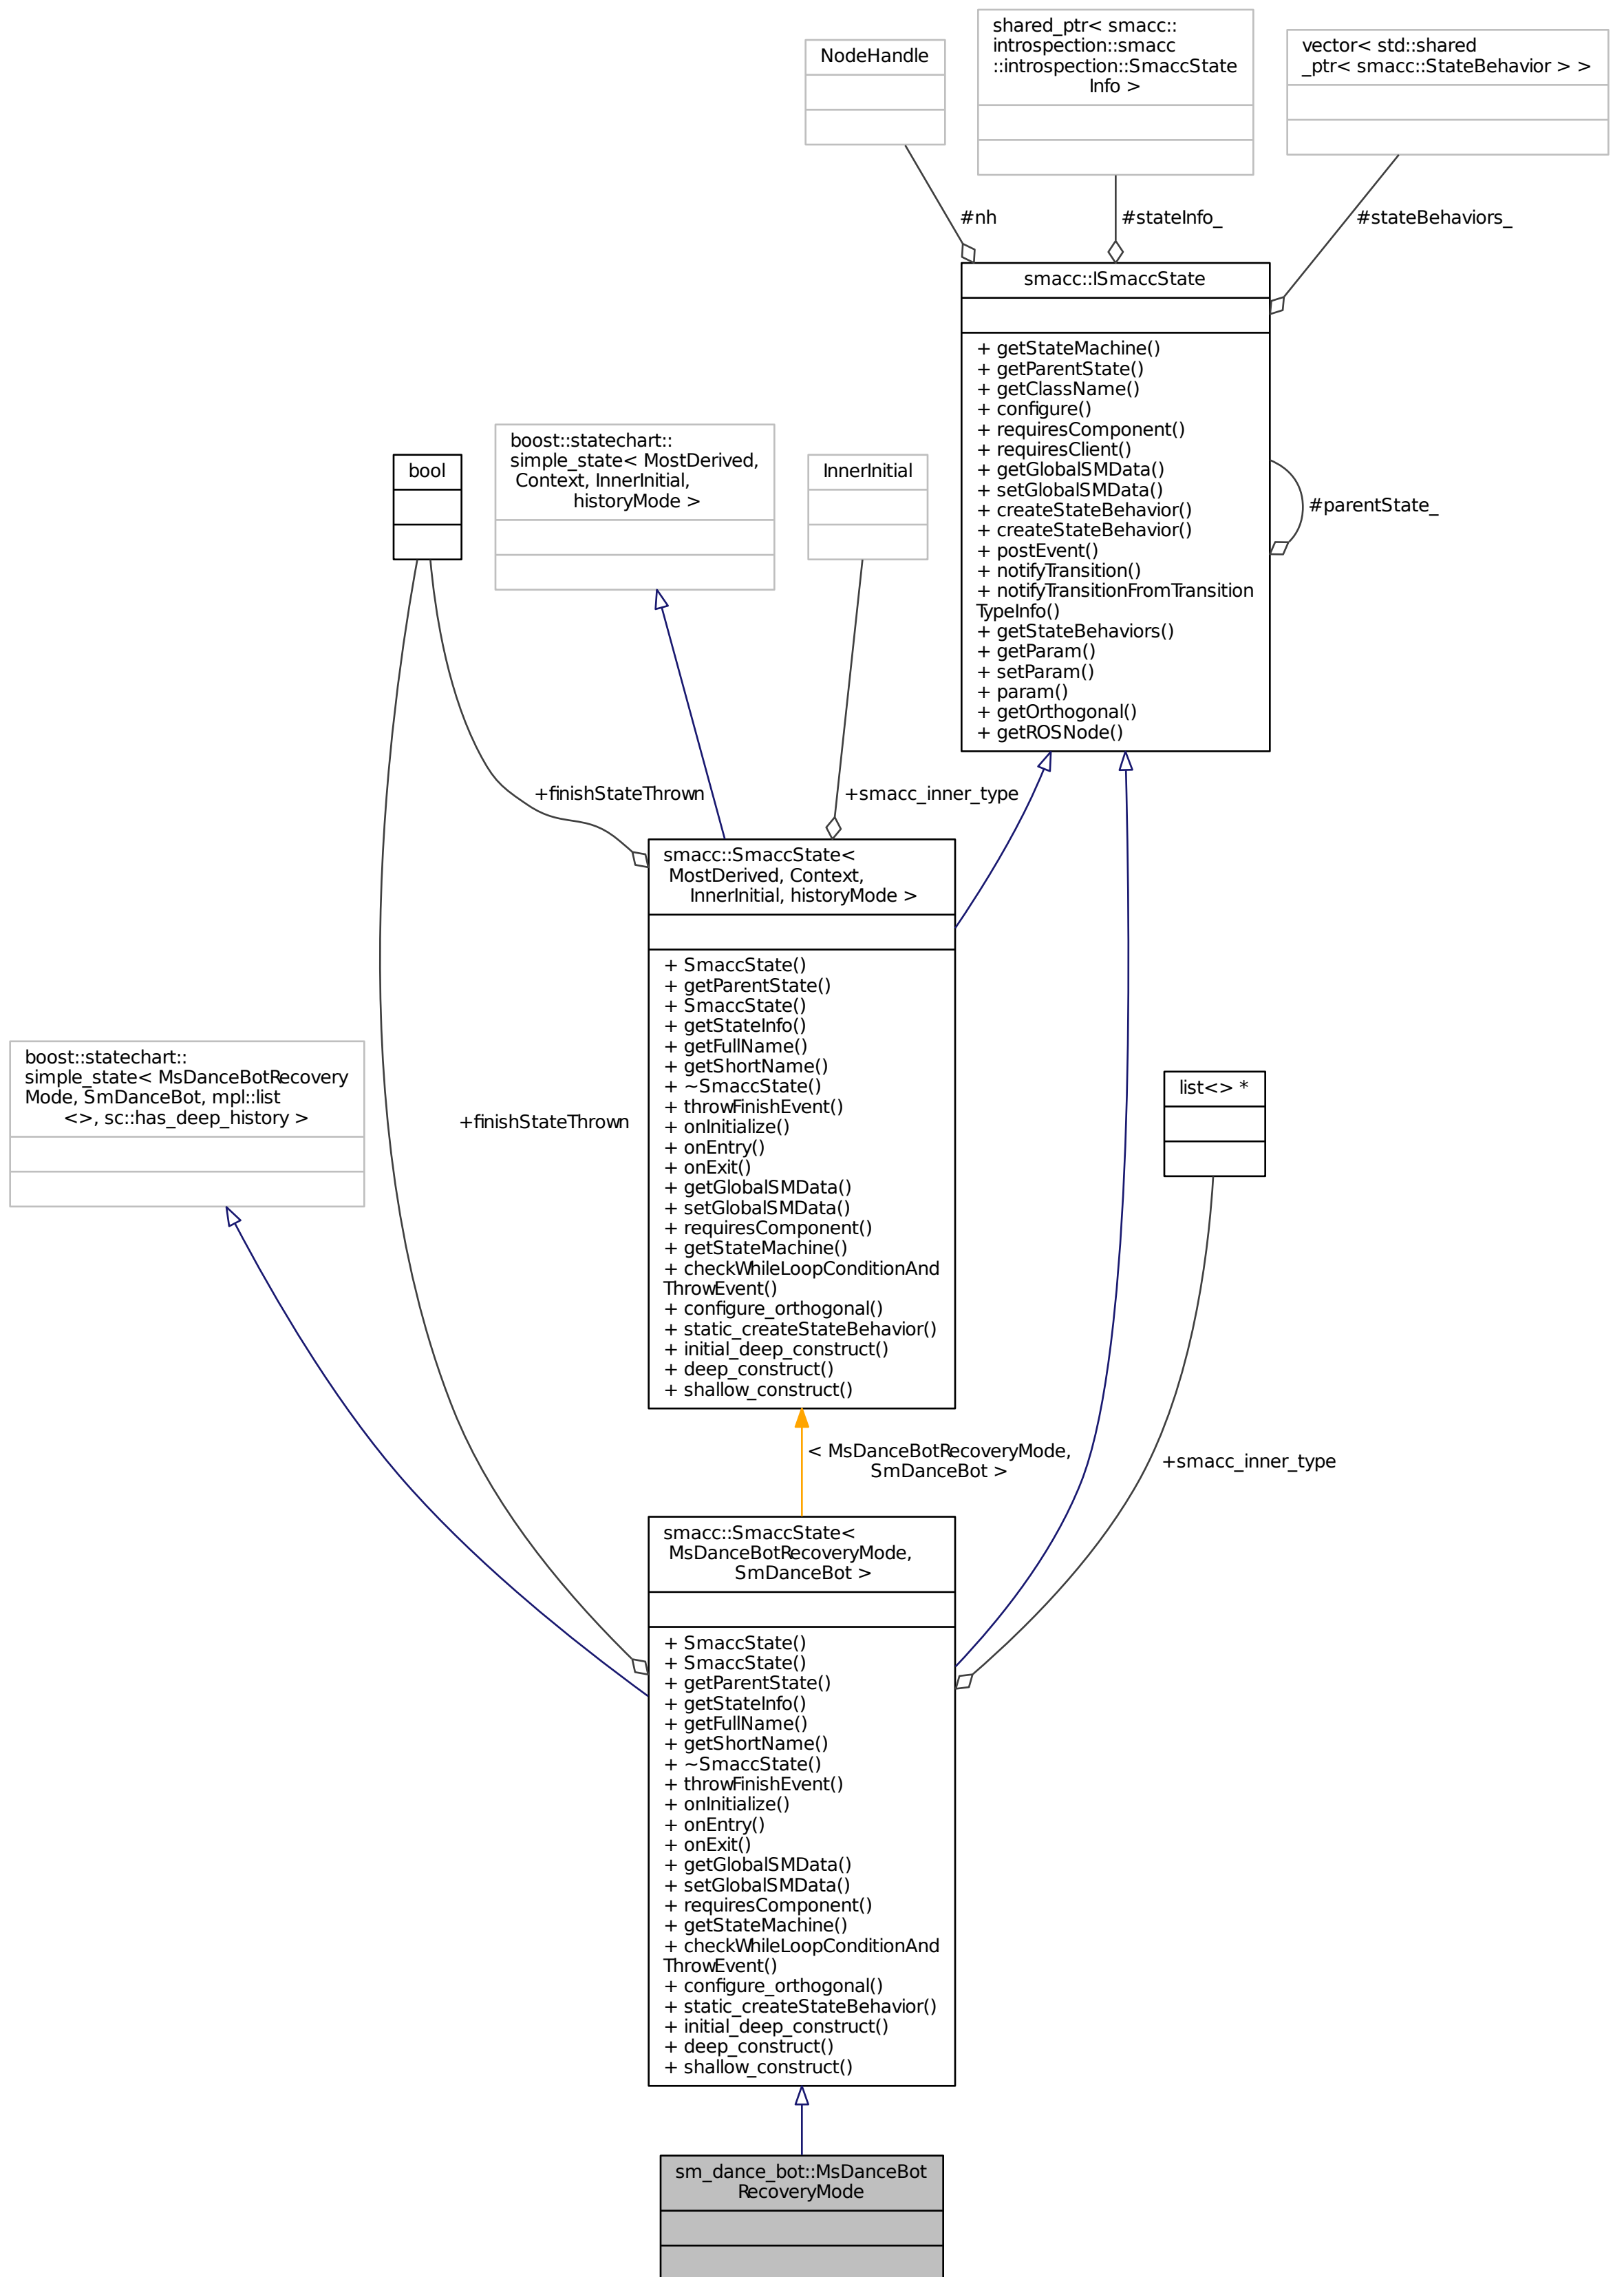 NodeHandle
shared_ptr< smacc::
introspection::smacc
::introspection::SmaccState
Info >
vector< std::shared
_ptr< smacc::StateBehavior > >
#nh
#stateInfo_
#stateBehaviors_
smacc::ISmaccState
+ getStateMachine()
+ getParentState()
+ getClassName()
+ configure()
+ requiresComponent()
+ requiresClient()
+ getGlobalSMData()
+ setGlobalSMData()
+ createStateBehavior()
+ createStateBehavior()
+ postEvent()
+ notifyTransition()
+ notifyTransitionFromTransition
TypeInfo()
+ getStateBehaviors()
+ getParam()
+ setParam()
+ param()
+ getOrthogonal()
+ getROSNode()
#parentState_
bool
boost::statechart::
simple_state< MostDerived,
Context, InnerInitial,
historyMode >
InnerInitial
+finishStateThrown
+smacc_inner_type
smacc::SmaccState<
MostDerived, Context,
InnerInitial, historyMode >
+ SmaccState()
+ getParentState()
+ SmaccState()
+ getStateInfo()
+ getFullName()
+ getShortName()
+ ~SmaccState()
+ throwFinishEvent()
+ onInitialize()
+ onEntry()
+ onExit()
+ getGlobalSMData()
+ setGlobalSMData()
+ requiresComponent()
+ getStateMachine()
+ checkWhileLoopConditionAnd
ThrowEvent()
+ configure_orthogonal()
+ static_createStateBehavior()
+ initial_deep_construct()
+ deep_construct()
+ shallow_construct()
boost::statechart::
simple_state< MsDanceBotRecovery
Mode, SmDanceBot, mpl::list
<>, sc::has_deep_history >
+finishStateThrown
list<> *
< MsDanceBotRecoveryMode,
SmDanceBot >
+smacc_inner_type
smacc::SmaccState<
MsDanceBotRecoveryMode,
SmDanceBot >
+ SmaccState()
+ SmaccState()
+ getParentState()
+ getStateInfo()
+ getFullName()
+ getShortName()
+ ~SmaccState()
+ throwFinishEvent()
+ onInitialize()
+ onEntry()
+ onExit()
+ getGlobalSMData()
+ setGlobalSMData()
+ requiresComponent()
+ getStateMachine()
+ checkWhileLoopConditionAnd
ThrowEvent()
+ configure_orthogonal()
+ static_createStateBehavior()
+ initial_deep_construct()
+ deep_construct()
+ shallow_construct()
sm_dance_bot::MsDanceBot
RecoveryMode